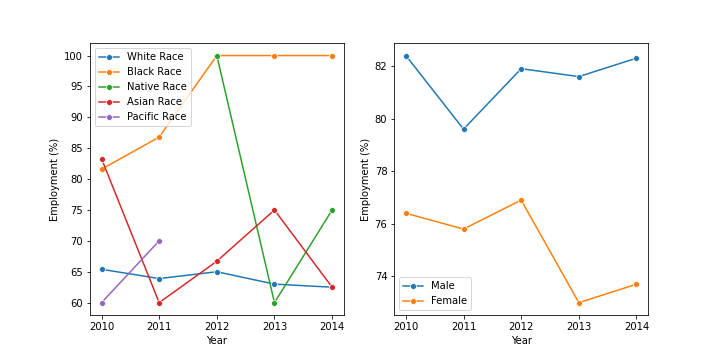 100
95
90
85
80
75
70
65
60
Employment (%)
White Race
Black Race
Native Race
Asian Race
Pacific Race
2010 2011 2012 2013 2014
Year
82
80
78
76
74
Employment (%)
Male
Female
2010 2011 2012 2013 2014
Year